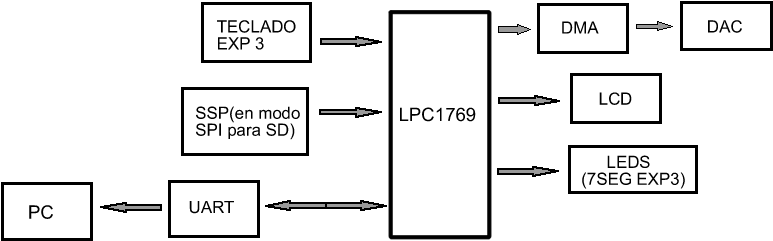 TECLADO
EXP 3
SSP(en modo
SPI para SD)
PC
UART
LPC1769
DMA
DAC
LCD
LEDS
(7SEG EXP3)